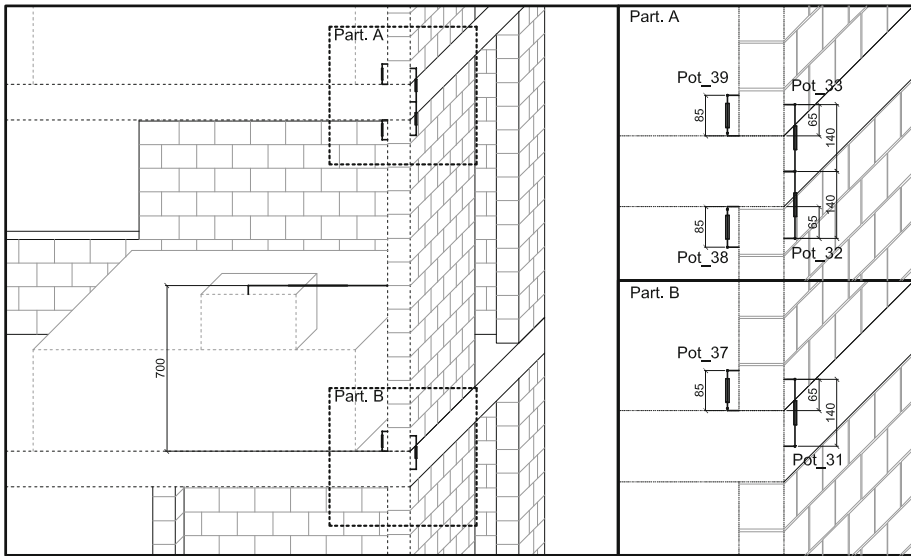 Part. A
Part. B
700
Part. A
Pot_39
Pot_33
85
65
140
140
85
65
Pot_38
Pot_32
Part. B
Pot_37
85
65
140
Pot_31